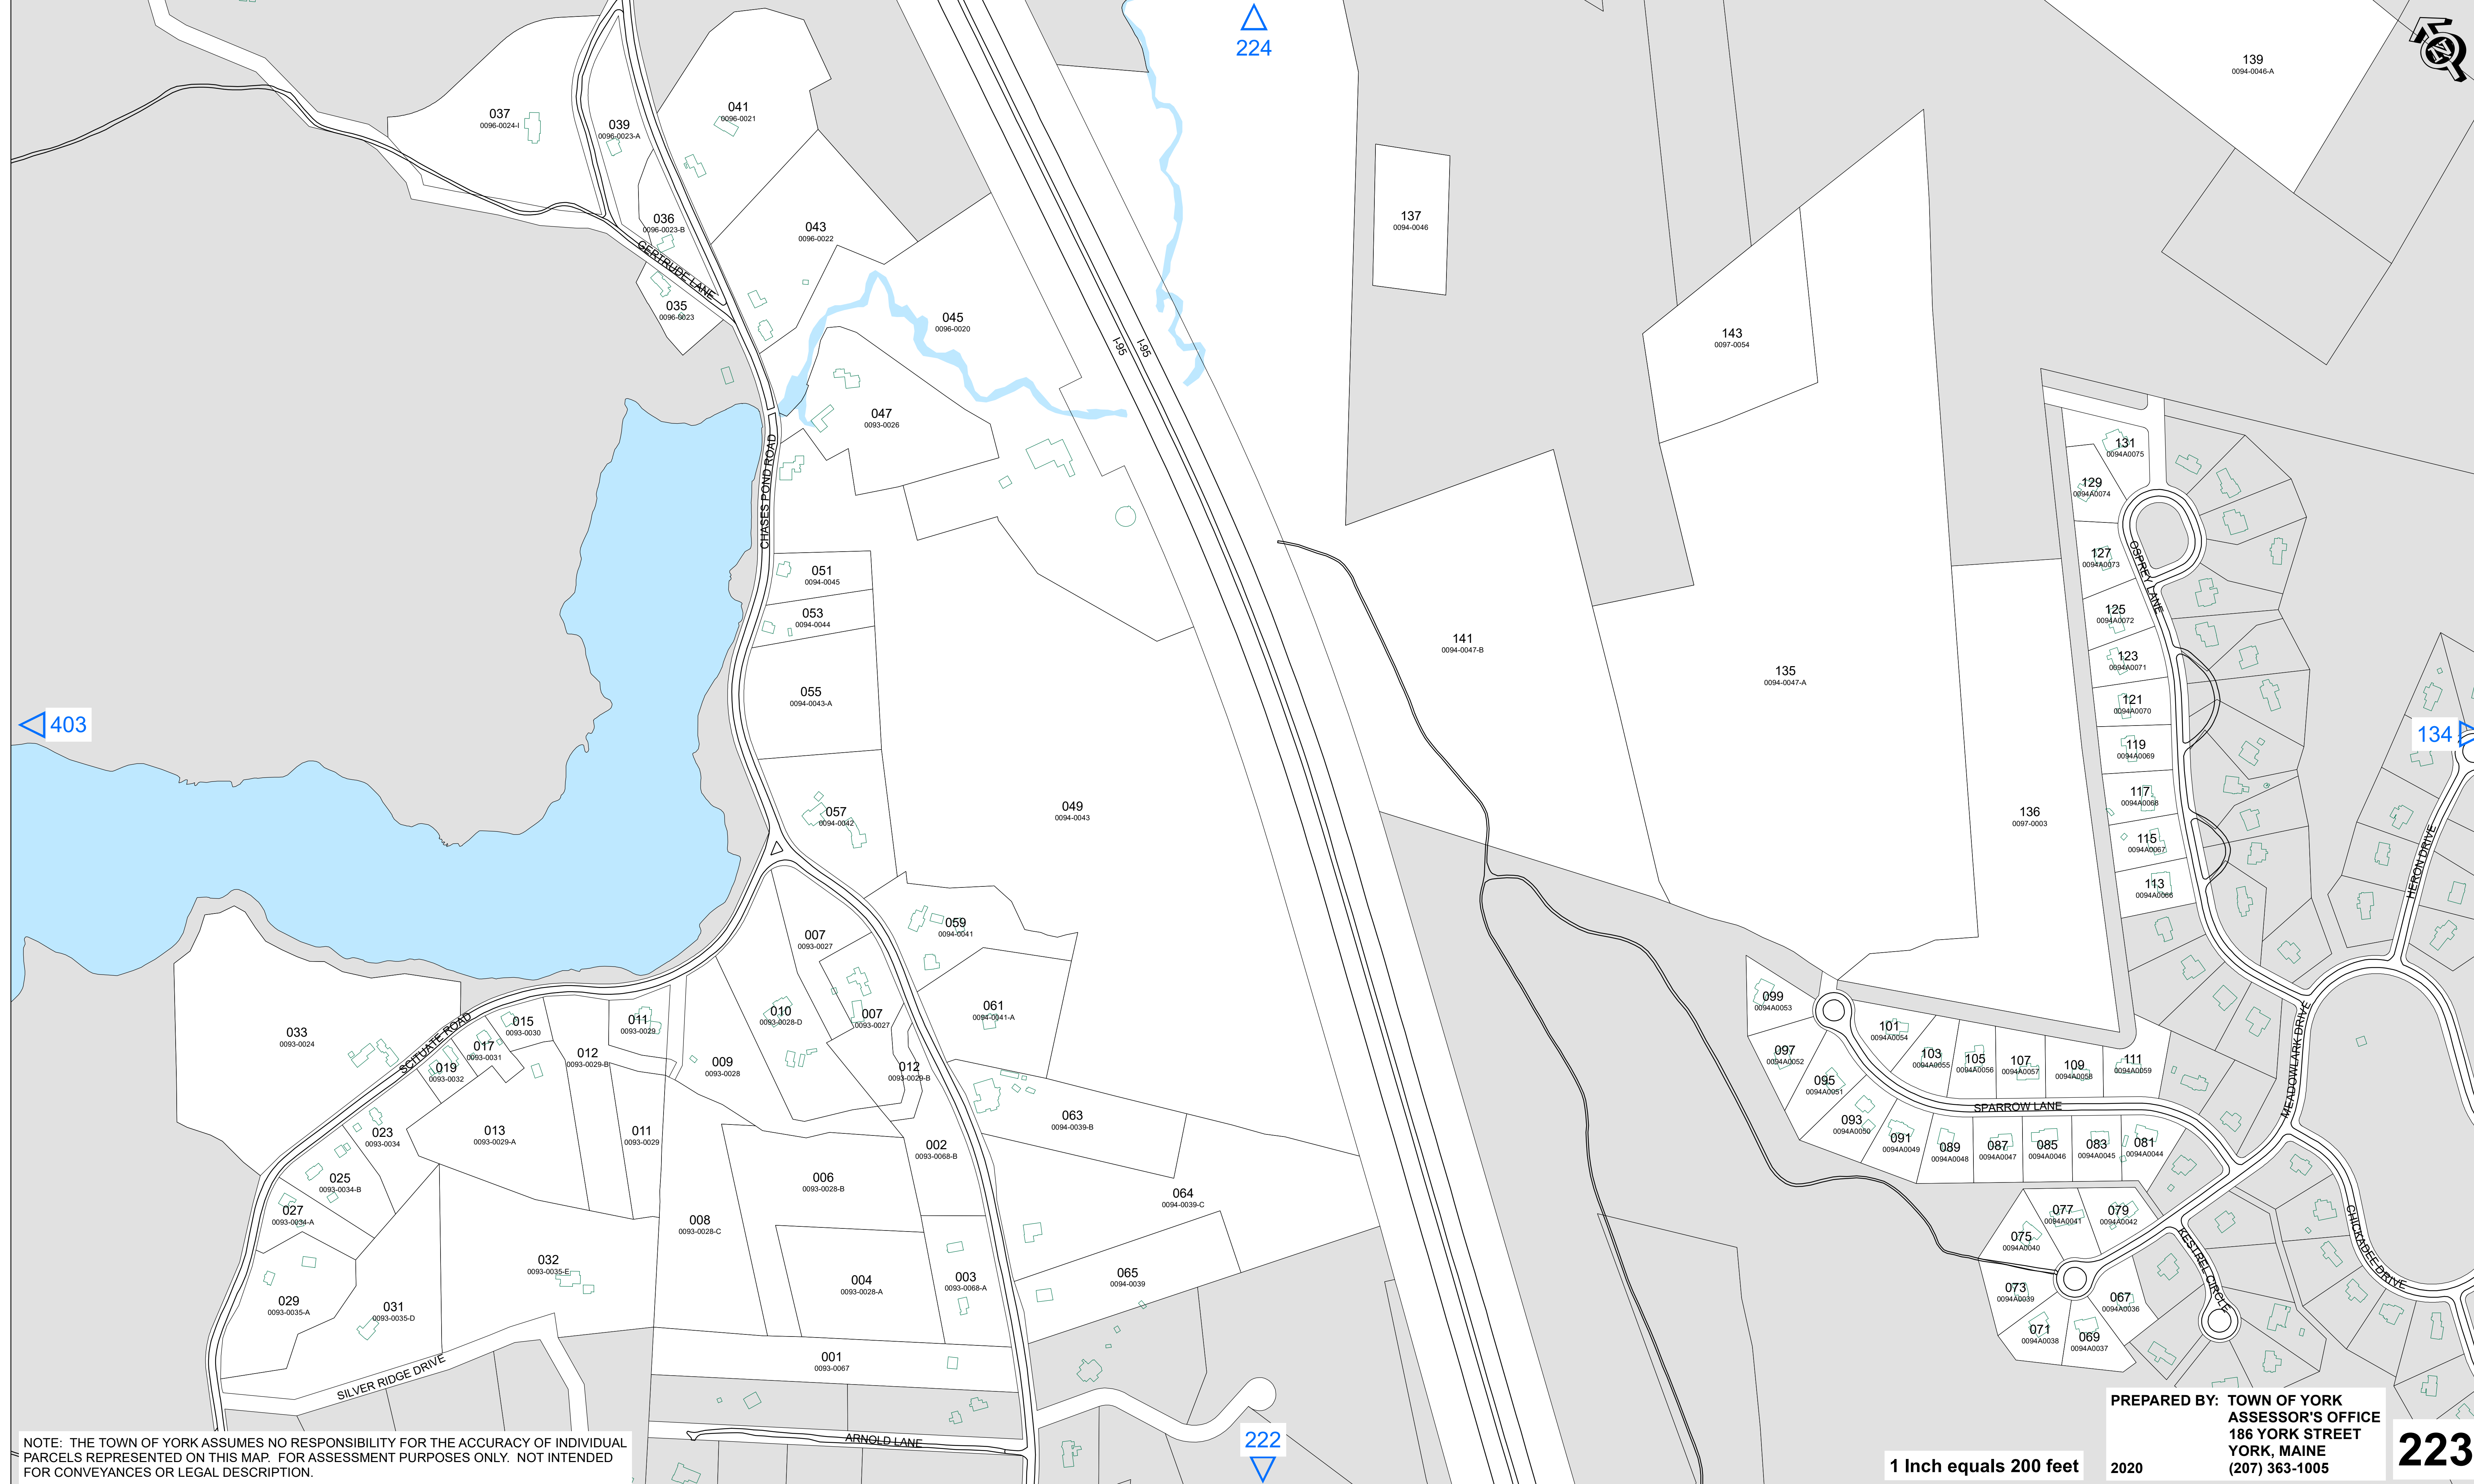 224
139
0094-0046-A
N
037
0096-0024-I
039
0096-0023-A
041
0096-0021
036
0096-0023-B
043
0096-0022
GERTRUDE LANE
035
0096-0023
045
0096-0020
I-95
I-95
137
0094-0046
143
0097-0054
047
0093-0026
CHASES POND ROAD
131
0094A0075
129
0094A0074
127
0094A0073
OSPREY LANE
125
0094A0072
123
0094A0071
121
0094A0070
119
0094A0069
117
0094A0068
115
0094A0067
113
0094A0066
051
0094-0045
053
0094-0044
055
0094-0043-A
057
0094-0042
049
0094-0043
141
0094-0047-B
135
0094-0047-A
136
0097-0003
403
134
HERON DRIVE
059
0094-0041
007
0093-0027
061
0094-0041-A
007
0093-0027
010
0093-0028-D
011
0093-0029
015
0093-0030
017
0093-0031
019
0093-0032
SCITUATE ROAD
033
0093-0024
012
0093-0029-B
009
0093-0028
012
0093-0029-B
063
0094-0039-B
023
0093-0034
013
0093-0029-A
011
0093-0029
002
0093-0068-B
025
0093-0034-B
006
0093-0028-B
064
0094-0039-C
027
0093-0034-A
008
0093-0028-C
032
0093-0035-E
004
0093-0028-A
003
0093-0068-A
065
0094-0039
029
0093-0035-A
031
0093-0035-D
001
0093-0067
SILVER RIDGE DRIVE
ARNOLD LANE
099
0094A0053
101
0094A0054
097
0094A0052
103
0094A0055
105
0094A0056
107
0094A0057
109
0094A0058
111
0094A0059
095
0094A0051
SPARROW LANE
MEADOWLARK DRIVE
093
0094A0050
091
0094A0049
089
0094A0048
087
0094A0047
085
0094A0046
083
0094A0045
081
0094A0044
077
0094A0041
079
0094A0042
075
0094A0040
KESTREL CIRCLE
CHICKADEE DRIVE
073
0094A0039
067
0094A0036
071
0094A0038
069
0094A0037
222
NOTE: THE TOWN OF YORK ASSUMES NO RESPONSIBILITY FOR THE ACCURACY OF INDIVIDUAL
PARCELS REPRESENTED ON THIS MAP. FOR ASSESSMENT PURPOSES ONLY. NOT INTENDED
FOR CONVEYANCES OR LEGAL DESCRIPTION.
1 Inch equals 200 feet
PREPARED BY: TOWN OF YORK
ASSESSOR'S OFFICE
186 YORK STREET
YORK, MAINE
2020 (207) 363-1005
223